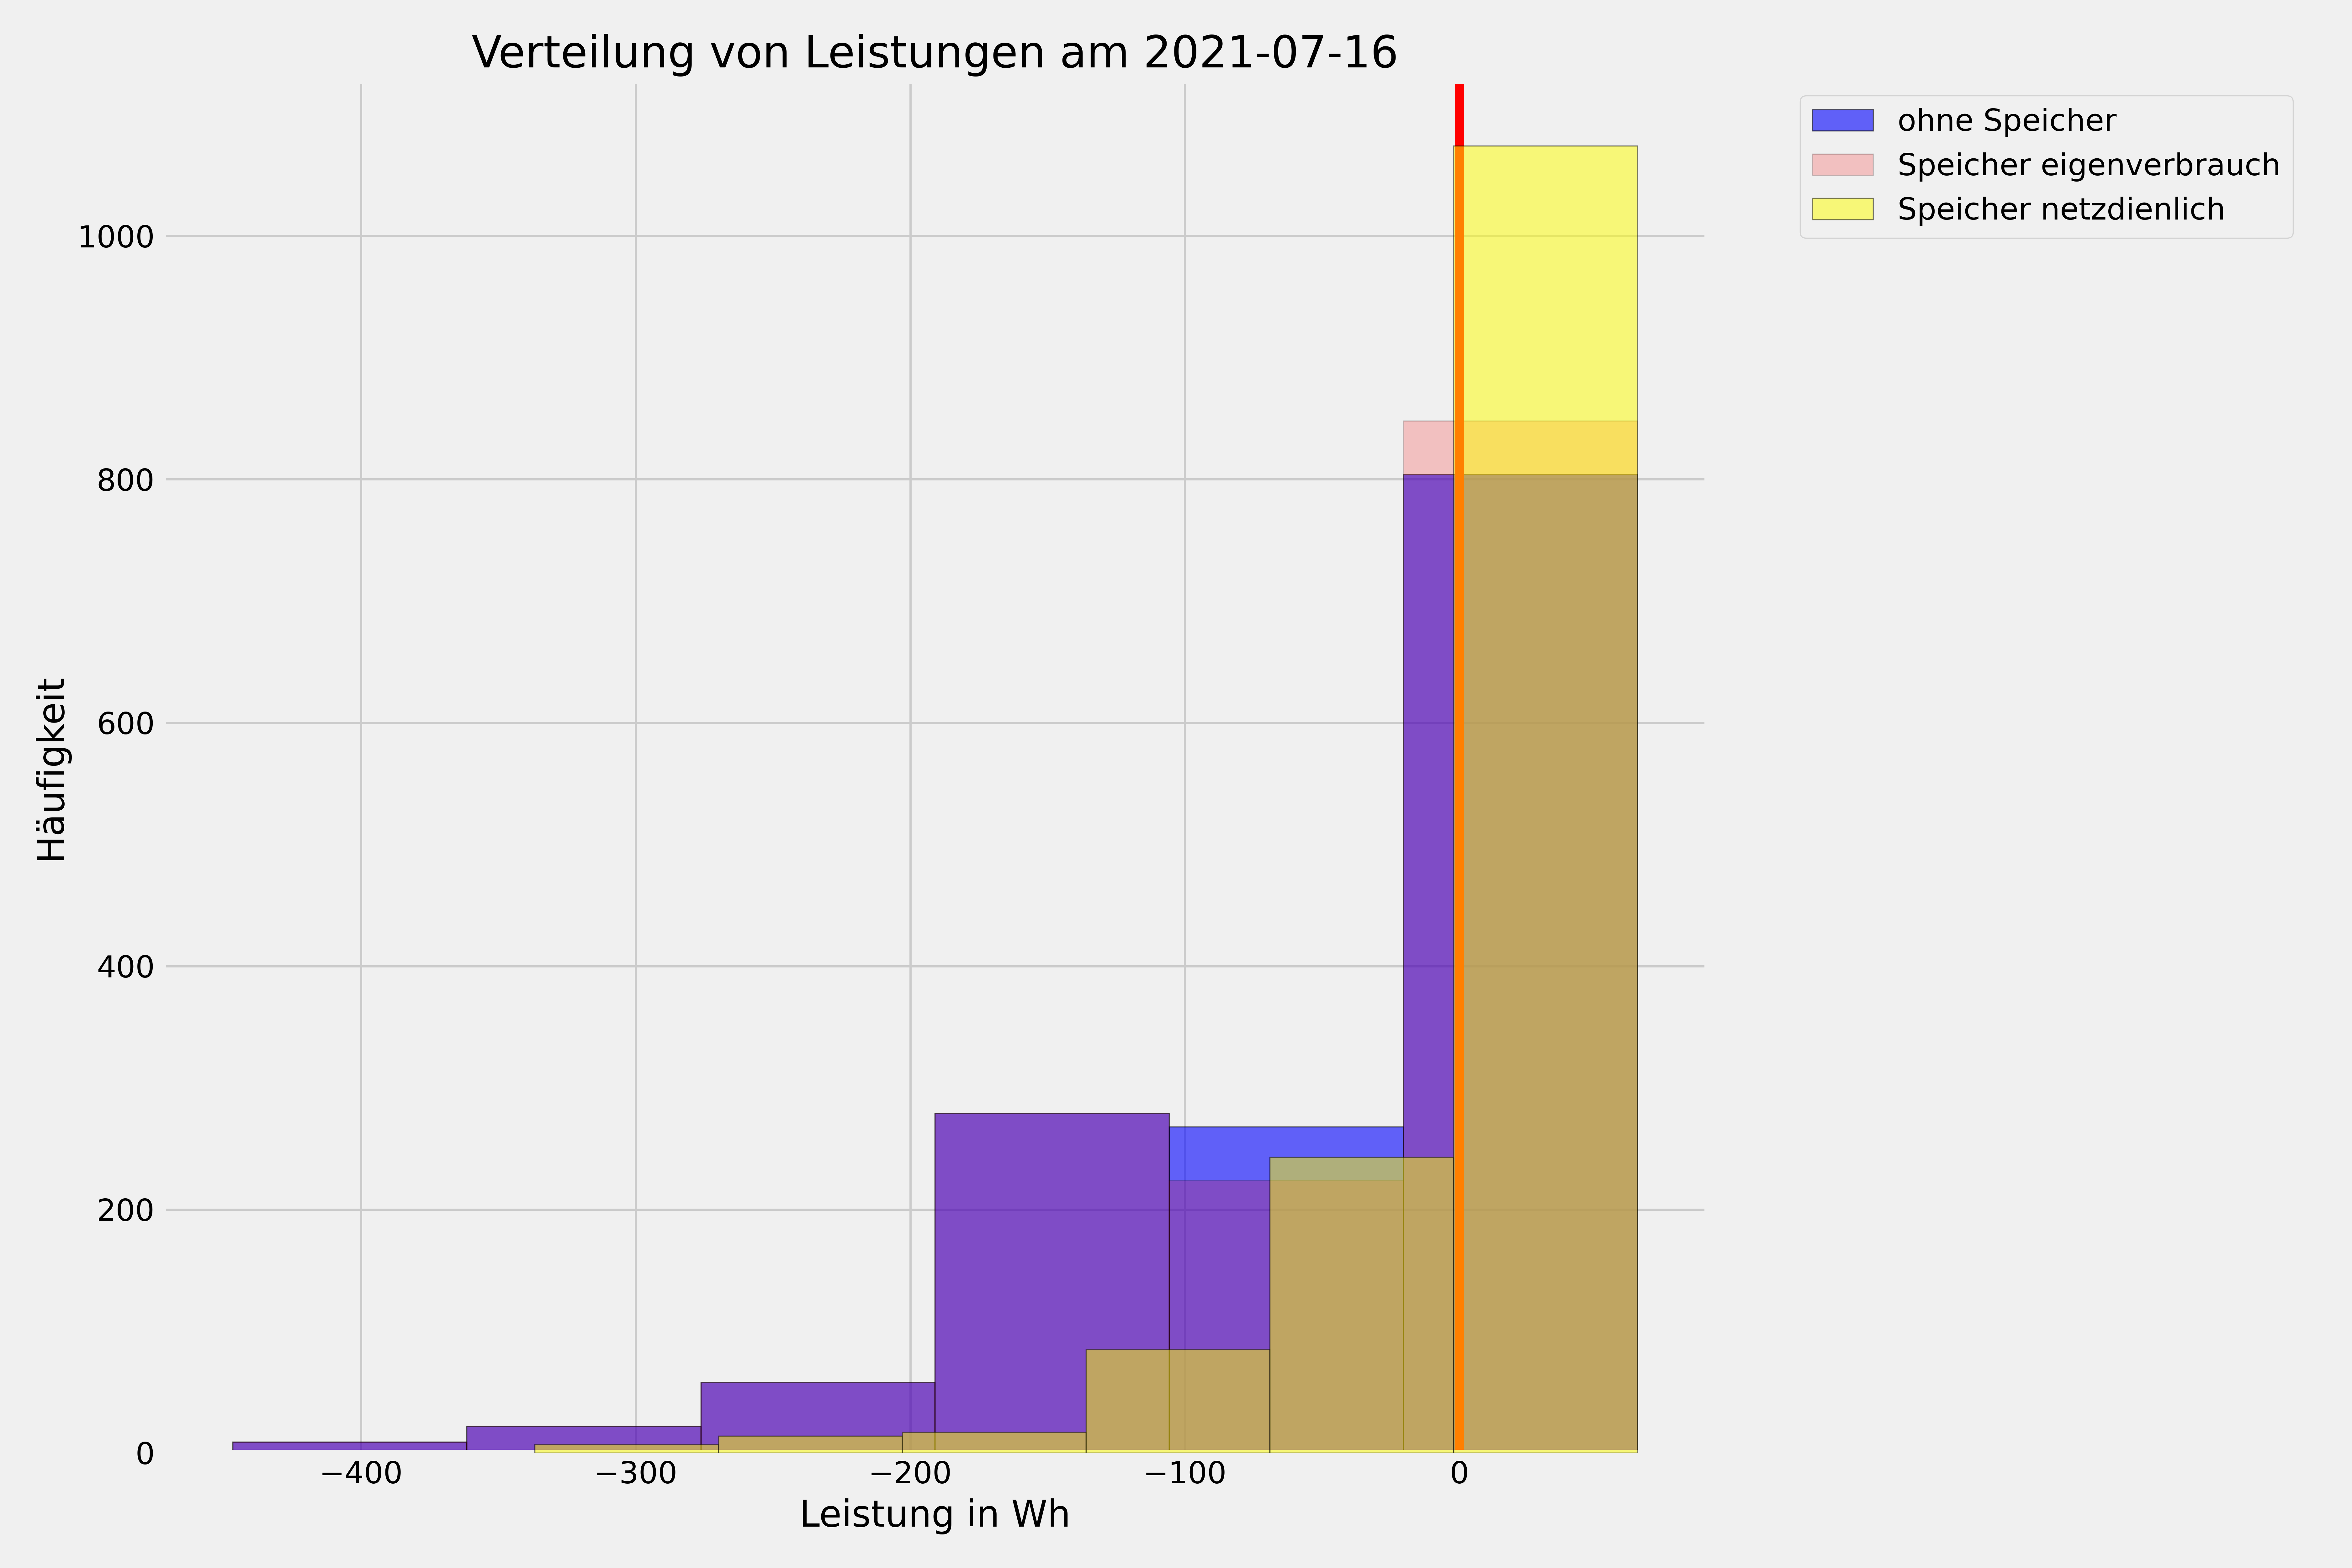 Verteilung von Leistungen am 2021-07-16
ohne Speicher
Speicher eigenverbrauch
Speicher netzdienlich
Häufigkeit
1000
800
600
400
200
0
−400 −300 −200 −100 0
Leistung in Wh